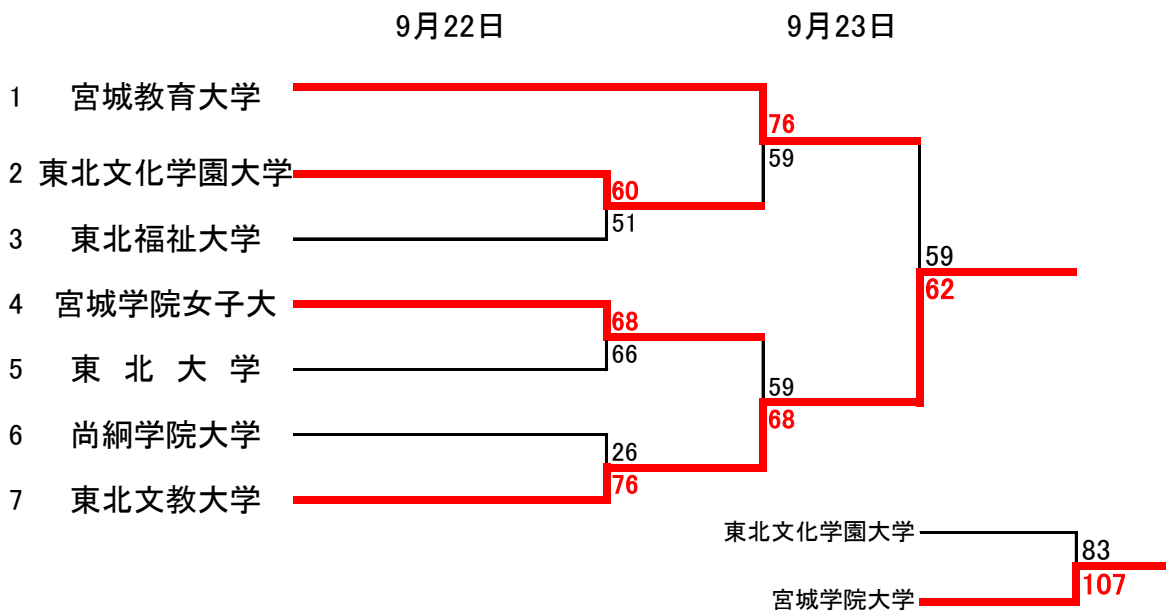 9月22日 9月23日
1 宮城教育大学
76
2 東北文化学園大学
59
60
51
3 東北福祉大学
59
62
4 宮城学院女子大
68
66
5 東北大学
59
68
6 尚絅学院大学
26
76
7 東北文教大学
東北文化学園大学
83
107
宮城学院大学